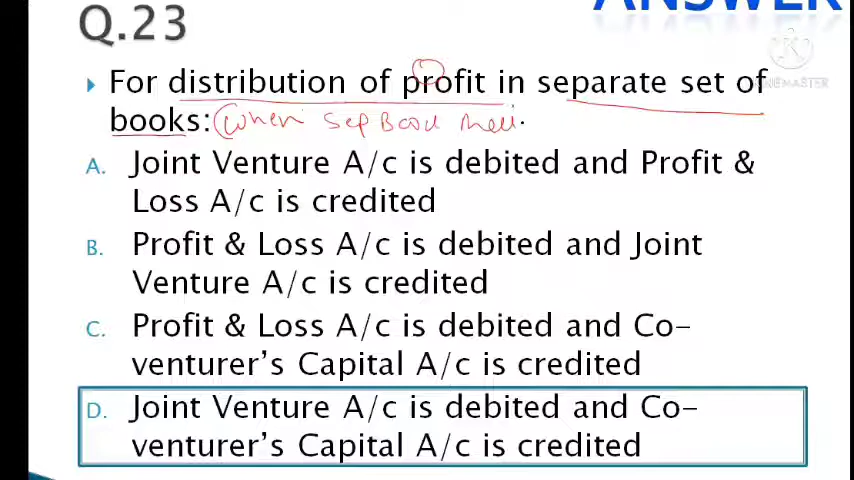 ANSWER
Q.23
For distribution of profit in separate set of
books: (When Sep Book
KINEMASTER
A. Joint Venture A/c is debited and Profit &
Loss A/c is credited
B. Profit & Loss A/c is debited and Joint
Venture A/c is credited
C. Profit & Loss A/c is debited and Co-
venturer's Capital A/c is credited
D. Joint Venture A/c is debited and Co-
venturer's Capital A/c is credited